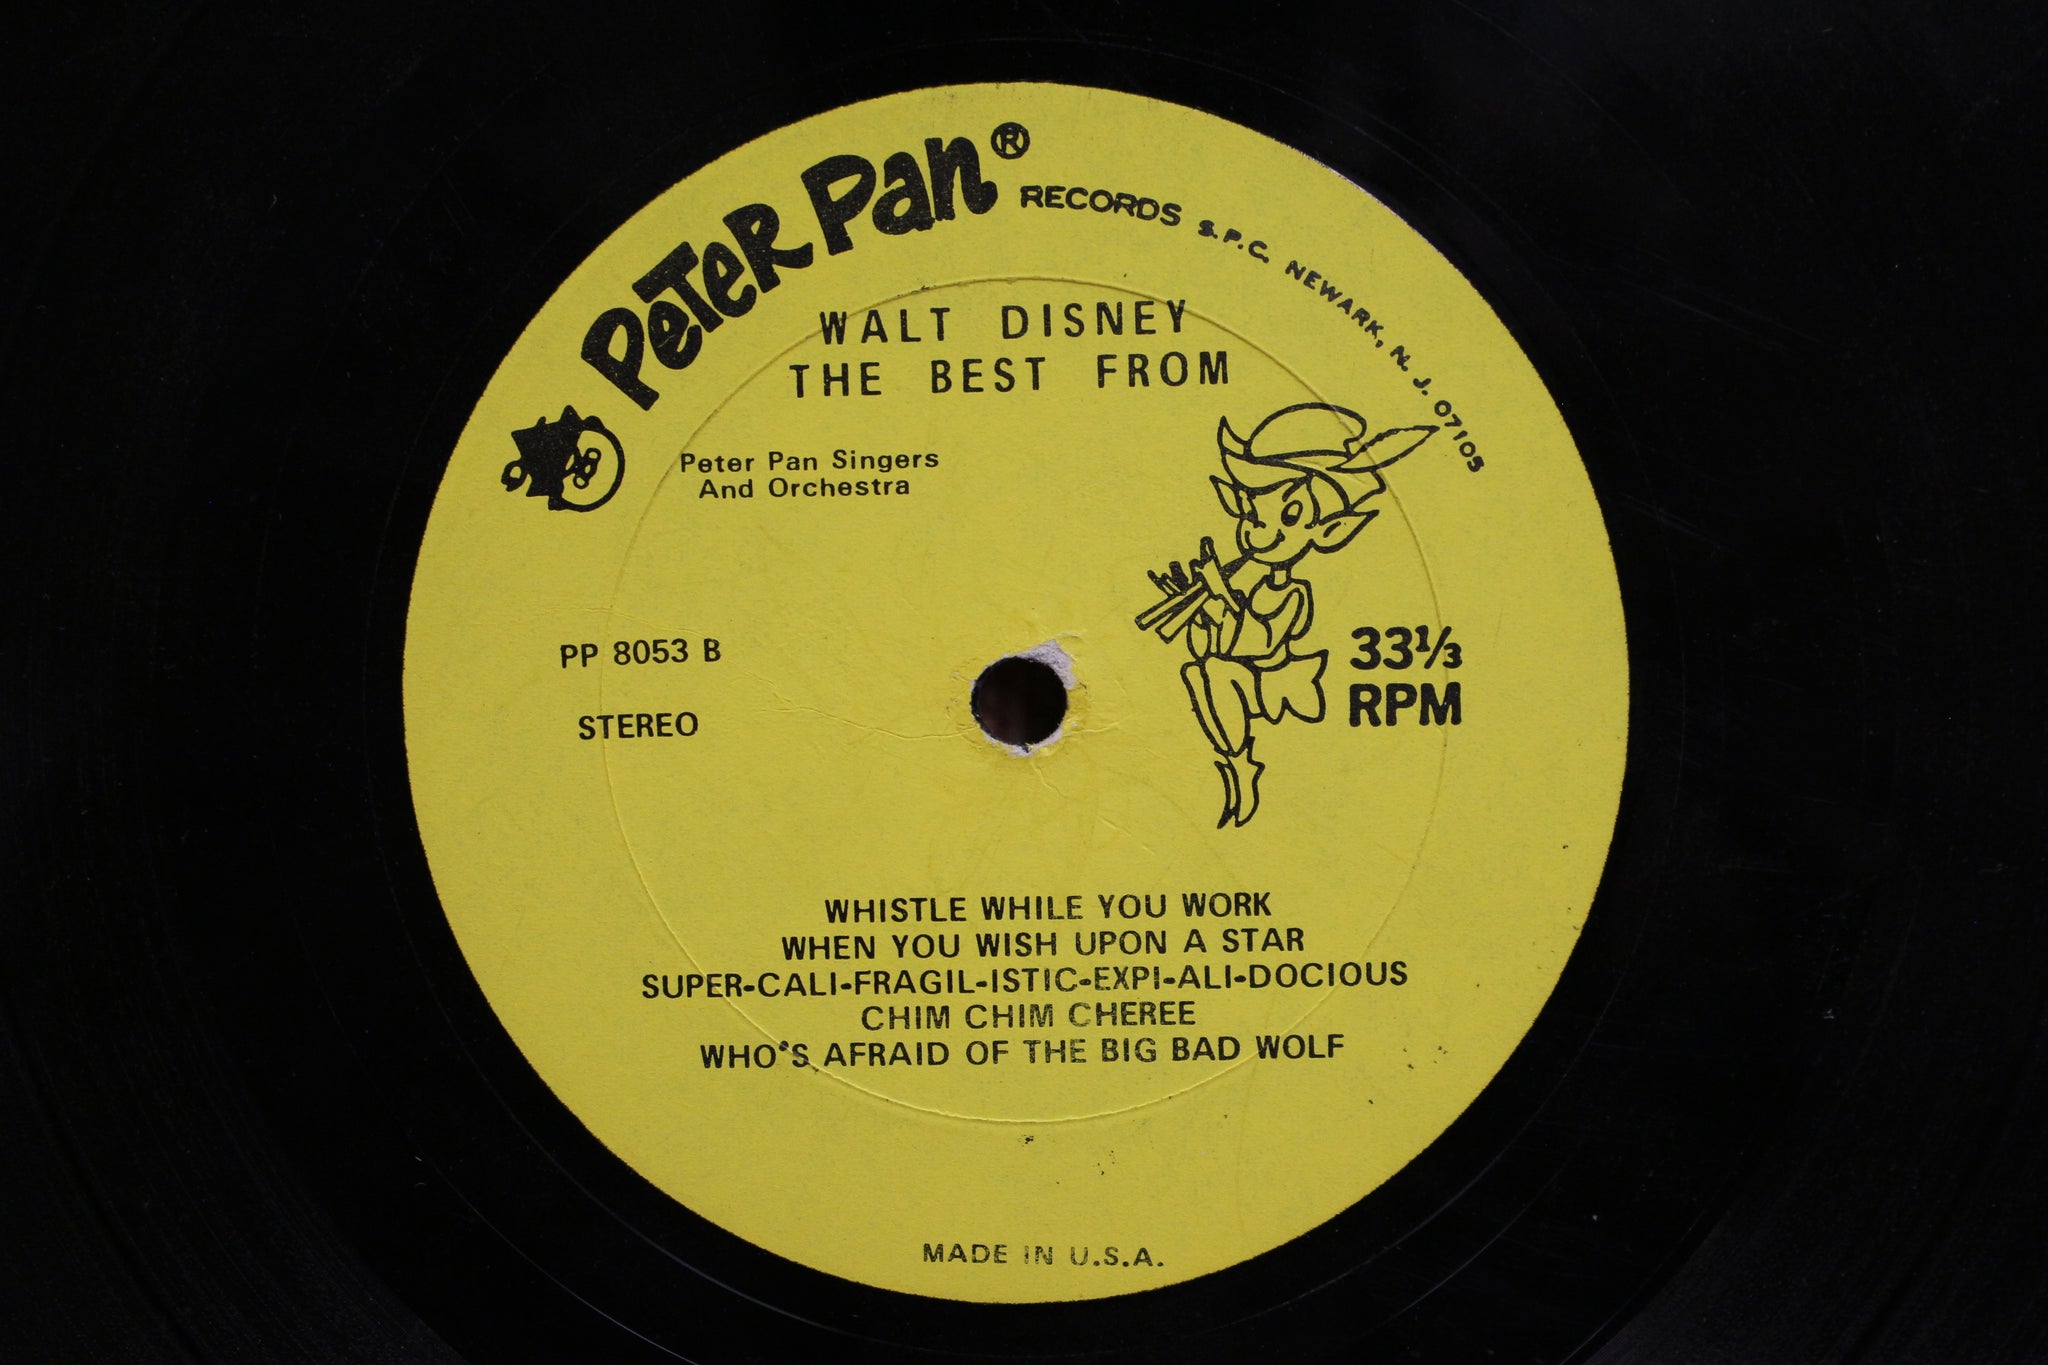 Peter Pan® RECORDS S.P.C. NEWARK, N. J. 07105
WALT DISNEY
THE BEST FROM
Peter Pan Singers
And Orchestra
PP 8053 B
STEREO
33⅓
RPM
WHISTLE WHILE YOU WORK
WHEN YOU WISH UPON A STAR
SUPER-CALI-FRAGIL-ISTIC-EXPI-ALI-DOCIOUS
CHIM CHIM CHEREE
WHO'S AFRAID OF THE BIG BAD WOLF
MADE IN U.S.A.